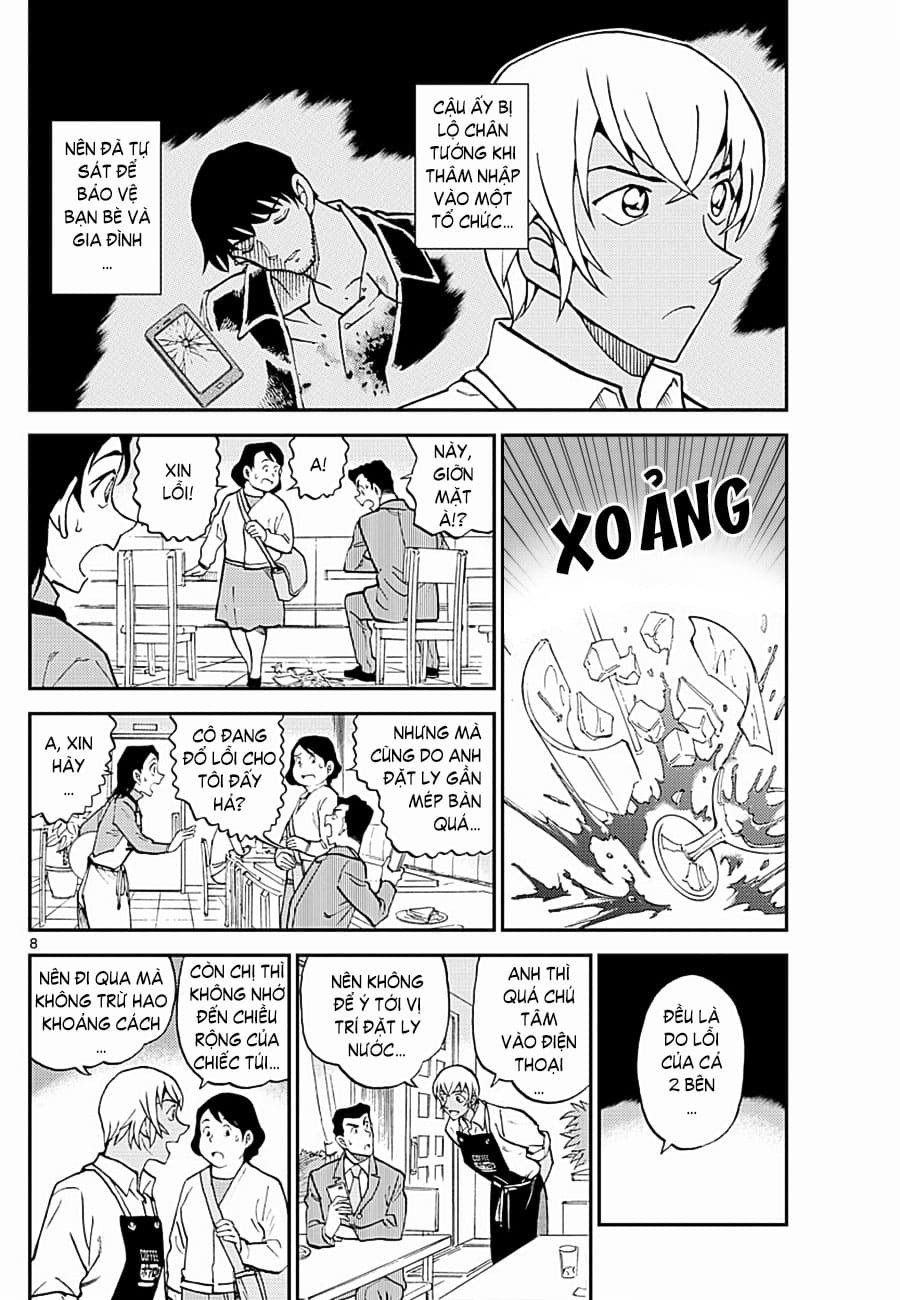 CẬU ẤY BỊ
LỘ CHÂN
TƯỚNG KHI
THÂM NHẬP
VÀO MỘT
TỔ CHỨC...
NÊN ĐÃ TỰ
SÁT ĐỂ
BẢO VỆ
BẠN BÈ VÀ
GIA ĐÌNH
...
XOẢNG
NÀY,
GIỠN
MẶT
À!?
A!
XIN
LỖI!
NHƯNG MÀ
CŨNG DO ANH
ĐẶT LY GẦN
MÉP BÀN
QUÁ...
CÔ ĐANG
ĐỔ LỖI CHO
TÔI ĐẤY
HẢ?
A, XIN
HÃY
...
8
ĐỀU LÀ
DO LỖI
CỦA CẢ
2 BÊN
...
ANH THÌ
QUÁ CHÚ
TÂM
VÀO ĐIỆN
THOẠI
...
NÊN KHÔNG
ĐỂ Ý TỚI VỊ
TRÍ ĐẶT LY
NƯỚC...
CÒN CHỊ THÌ
KHÔNG NHỚ
ĐẾN CHIỀU
RỘNG CỦA
CHIẾC TÚI...
NÊN ĐI QUA MÀ
KHÔNG TRỪ HAO
KHOẢNG CÁCH
...
COFFEE
COFFEE